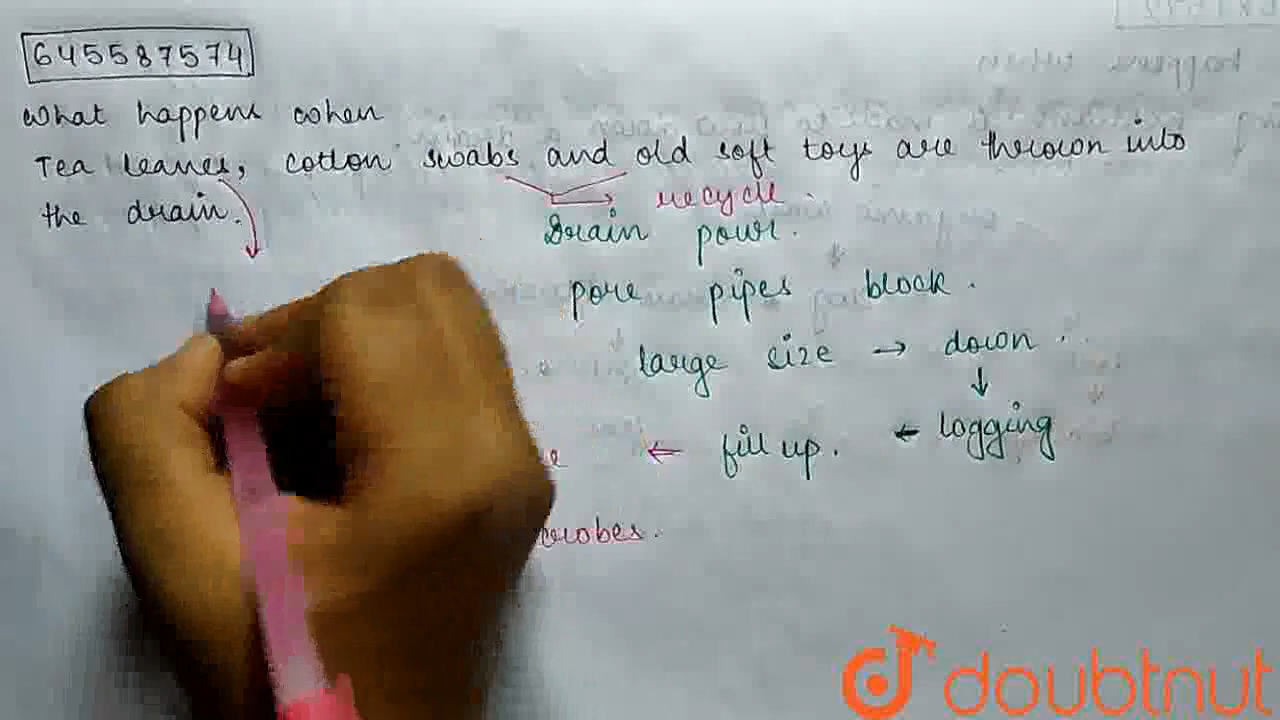 645587574
What happens when
Tea leaves, cotton swabs and old soft toys are thrown into
the drain.
recycle.
Drain pour.
pore pipes block.
large size → down.
↓
← fill up. ← logging.
crobes.
doubtnut